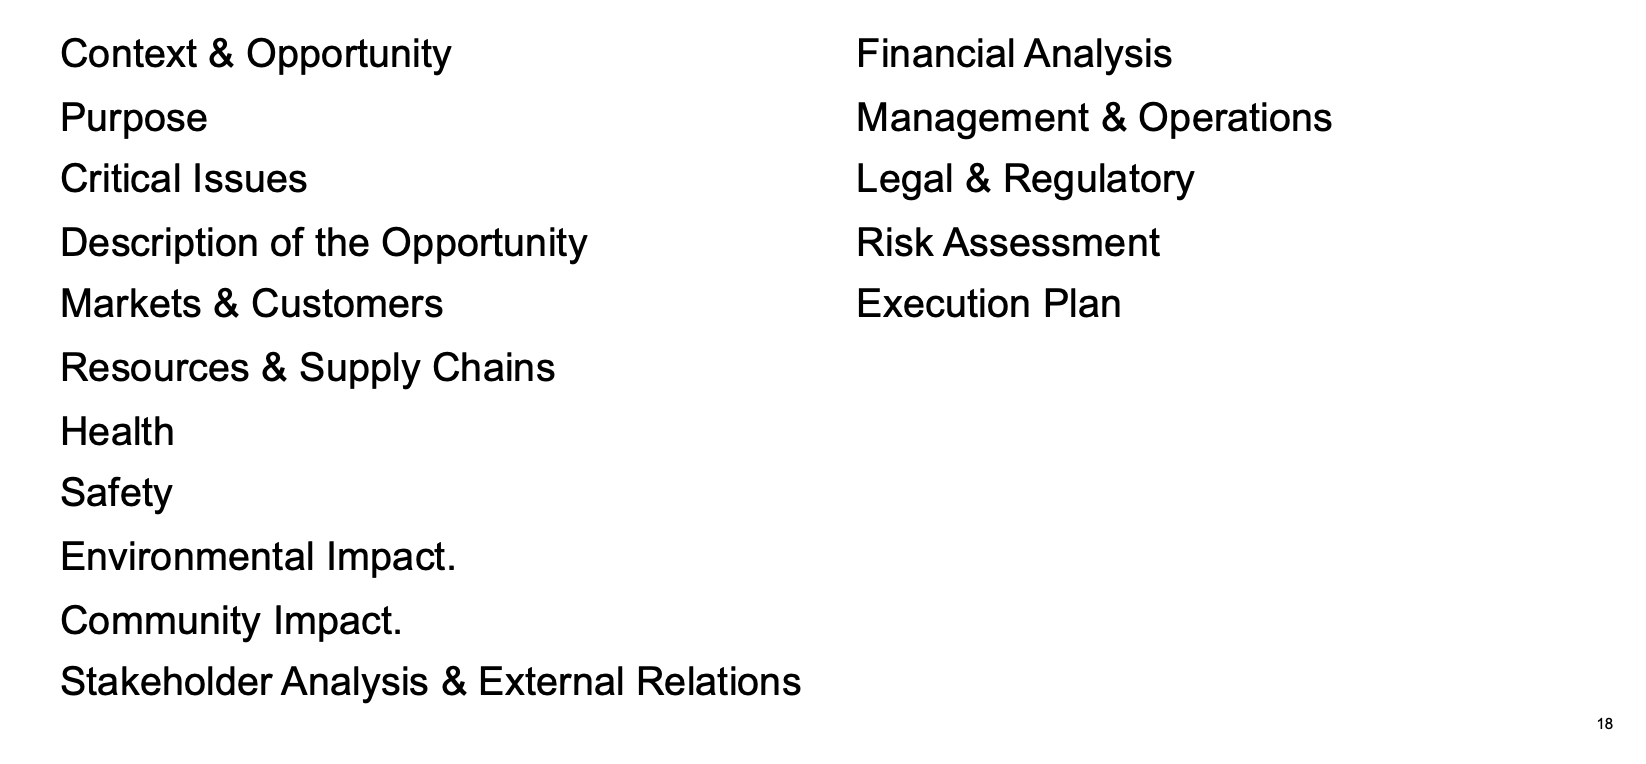 Context & Opportunity
Purpose
Critical Issues
Description of the Opportunity
Markets & Customers
Resources & Supply Chains
Health
Safety
Environmental Impact.
Community Impact.
Stakeholder Analysis & External Relations
Financial Analysis
Management & Operations
Legal & Regulatory
Risk Assessment
Execution Plan
18